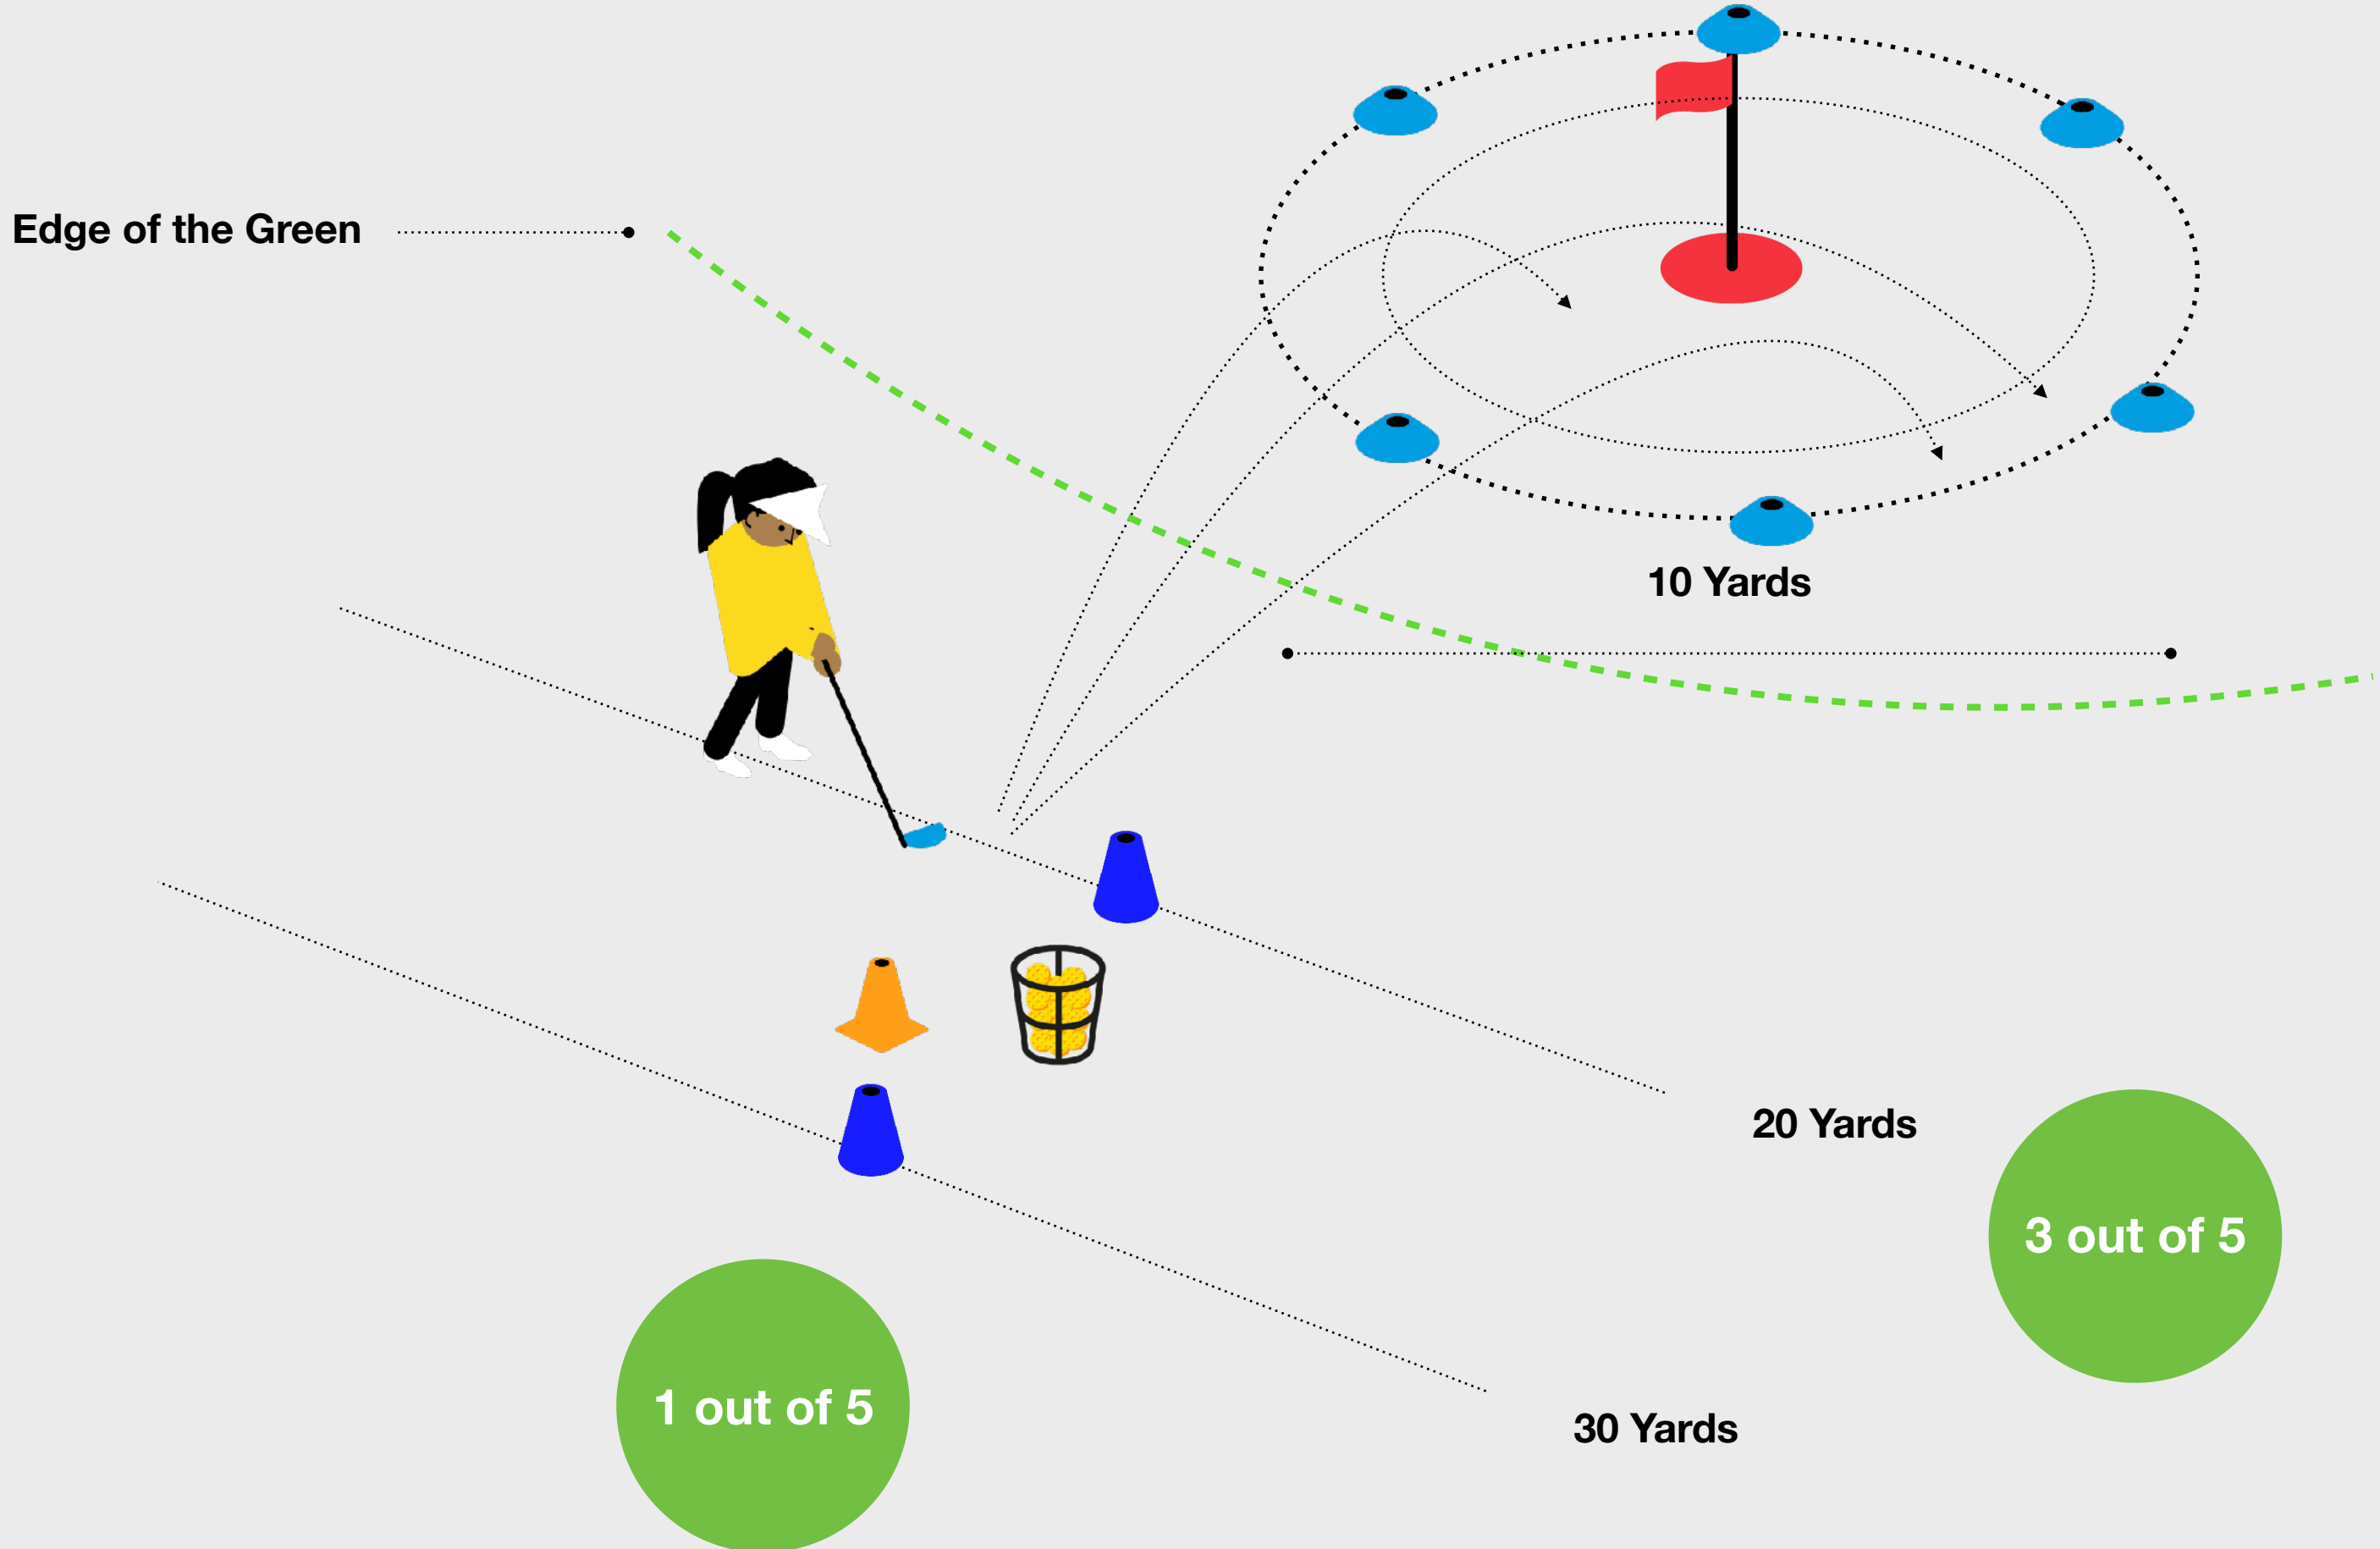 Edge of the Green
10 Yards
20 Yards
3 out of 5
1 out of 5
30 Yards